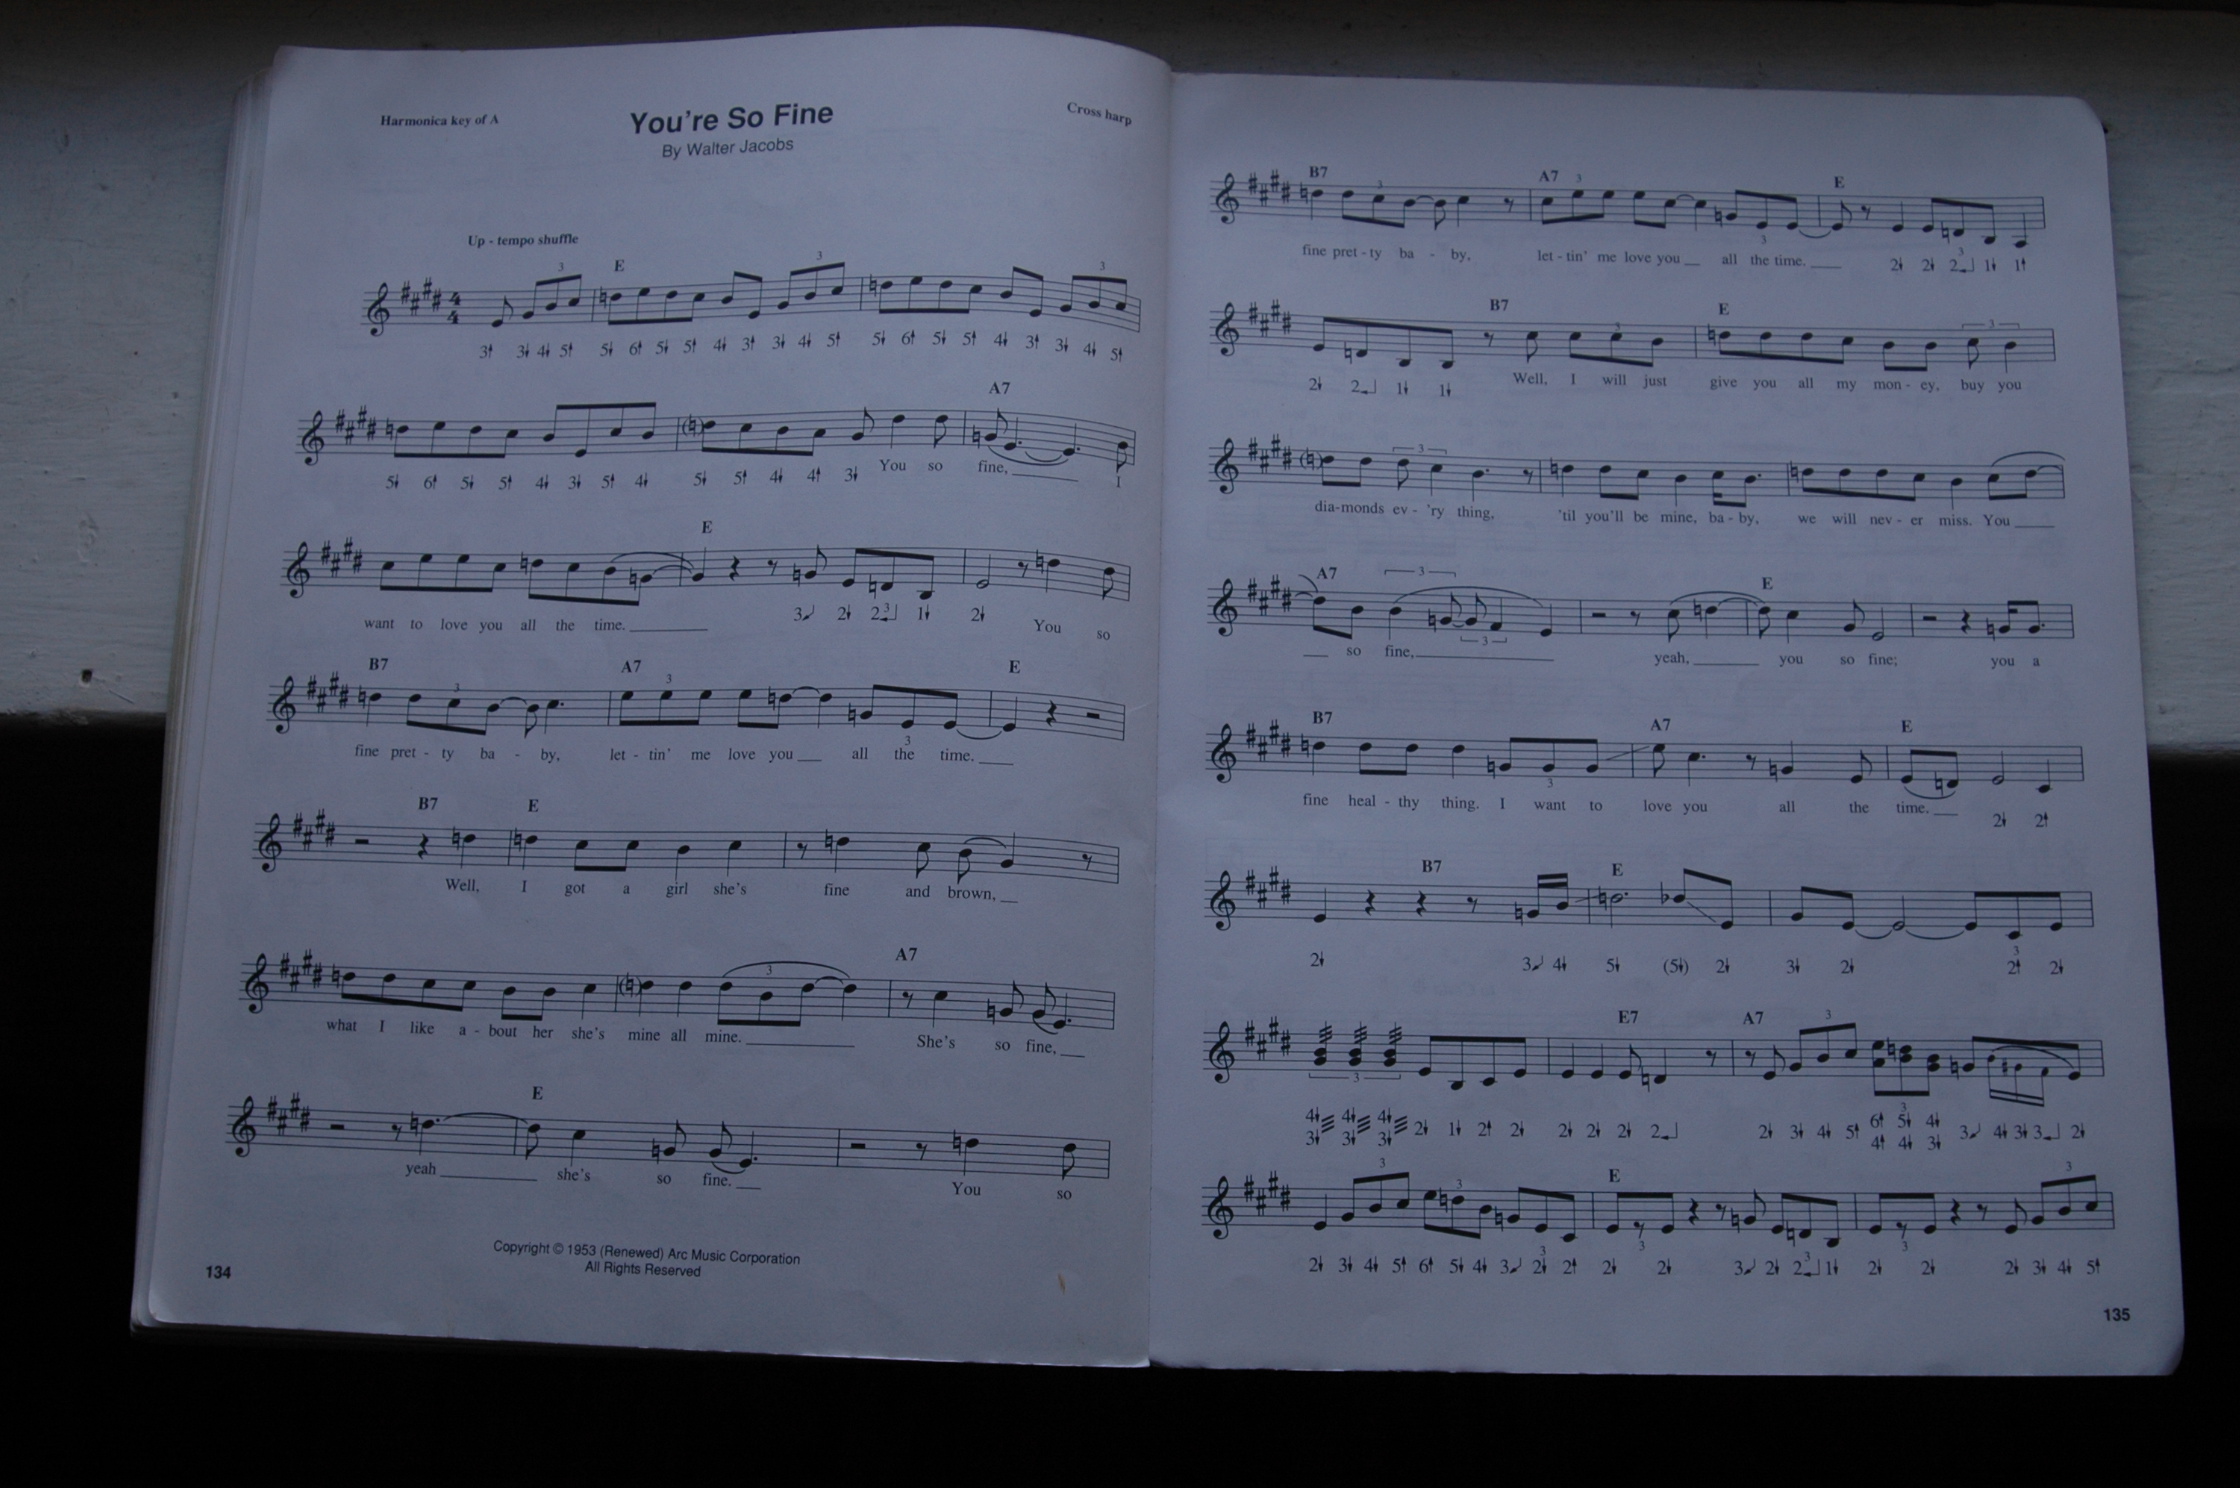 Harmonica key of A
You're So Fine
Cross harp
By Walter Jacobs
Up - tempo shuffle
3
E
3
3
3↑ 3↓ 4↓ 5↑ 5↓ 6↑ 5↓ 5↑ 4↓ 3↑ 3↓ 4↓ 5↑ 5↓ 6↑ 5↓ 5↑ 4↓ 3↑ 3↓ 4↓ 5↑
A7
5↓ 6↑ 5↓ 5↑ 4↓ 3↓ 5↑ 4↓ 5↓ 5↑ 4↓ 4↑ 3↓ You so fine, I
E
want to love you all the time. 3 2↓ 2 1↓ 2↓ You so
B7 A7 E
fine pret - ty ba - by, let - tin' me love you all the time.
B7 E
Well, I got a girl she's fine and brown,
A7
what I like a - bout her she's mine all mine. She's so fine,
E
yeah she's so fine. You so
Copyright © 1953 (Renewed) Arc Music Corporation
All Rights Reserved
134
B7 A7 E
fine pret - ty ba - by, let - tin' me love you all the time. 2↓ 2↓ 2 1↓ 1↑
B7 E
2↓ 2 1↓ 1↓ Well, I will just give you all my mon - ey, buy you
dia-monds ev - 'ry thing, 'til you'll be mine, ba - by, we will nev - er miss. You
A7 E
so fine, yeah, you so fine; you a
B7 A7 E
fine heal - thy thing. I want to love you all the time. 2↓ 2↑
B7 E
2↓ 3 4↓ 5↓ (5↓) 2↓ 3↓ 2↓ 2↑ 2↓
E7 A7
4↓ 4↓ 4↓ 2↓ 1↓ 2↑ 2↓ 2↓ 2↓ 2↓ 2 2↓ 3↓ 4↓ 5↑ 6↑ 5↓ 4↓ 3 4↓ 3↓ 3 2↓
3↓ 3↓ 3↓ 4↑ 4↓ 3↓
E
2↓ 3↓ 4↓ 5↑ 6↑ 5↓ 4↓ 3 2↓ 2↑ 2↓ 2↓ 3 2↓ 2 1↓ 2↓ 2↓ 2↓ 3↓ 4↓ 5↑
135